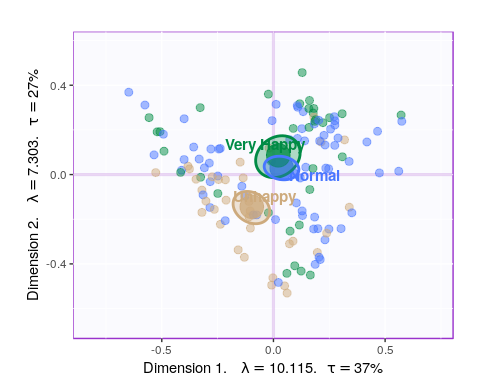 0.4
0.0
-0.4
Dimension 2.   λ = 7.303.   τ = 27%
Very Happy
Normal
Unhappy
-0.5
0.0
0.5
Dimension 1.   λ = 10.115.   τ = 37%